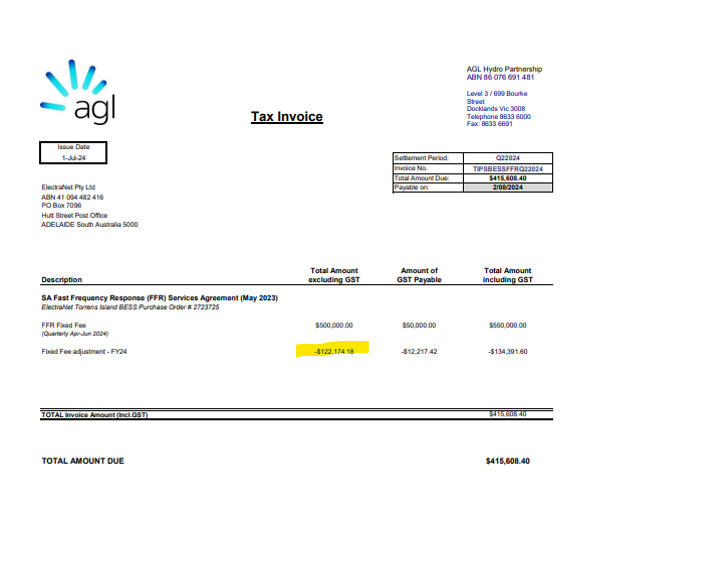 agl
AGL Hydro Partnership
ABN 86 076 691 481
Level 3 / 699 Bourke
Street
Docklands Vic 3008
Telephone 8633 6000
Fax: 8633 6691
Tax Invoice
Issue Date
1-Jul-24
Settlement Period: Q22024
Invoice No. TIPSBESSFFRQ22024
Total Amount Due: $415,608.40
Payable on: 2/08/2024
ElectraNet Pty Ltd
ABN 41 094 482 416
PO Box 7096
Hutt Street Post Office
ADELAIDE South Australia 5000
Description Total Amount excluding GST Amount of GST Payable Total Amount including GST
SA Fast Frequency Response (FFR) Services Agreement (May 2023)
ElectraNet Torrens Island BESS Purchase Order # 2723725
FFR Fixed Fee $500,000.00 $50,000.00 $550,000.00
(Quarterly Apr-Jun 2024)
Fixed Fee adjustment - FY24 -$122,174.18 -$12,217.42 -$134,391.60
TOTAL Invoice Amount (Incl.GST) $415,608.40
TOTAL AMOUNT DUE $415,608.40